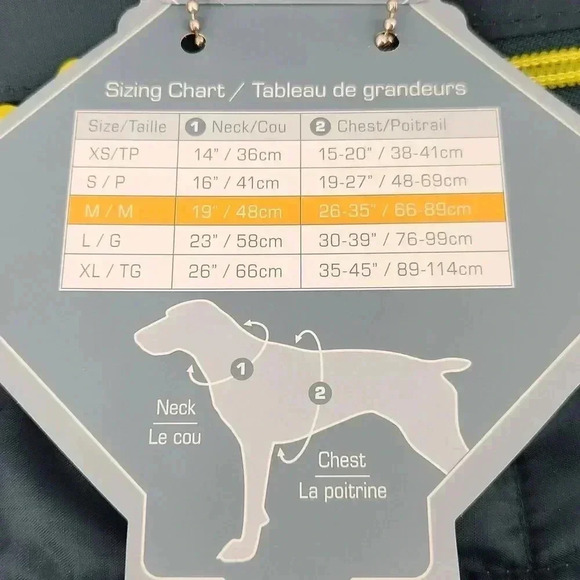 Sizing Chart / Tableau de grandeurs
Size/Taille 1 Neck/Cou 2 Chest/Poitrail
XS/TP 14" / 36cm 15-20" / 38-41cm
S / P 16" / 41cm 19-27" / 48-69cm
M / M 19" / 48cm 26-35" / 66-89cm
L / G 23" / 58cm 30-39" / 76-99cm
XL / TG 26" / 66cm 35-45" / 89-114cm
1
2
Neck
Le cou
Chest
La poitrine